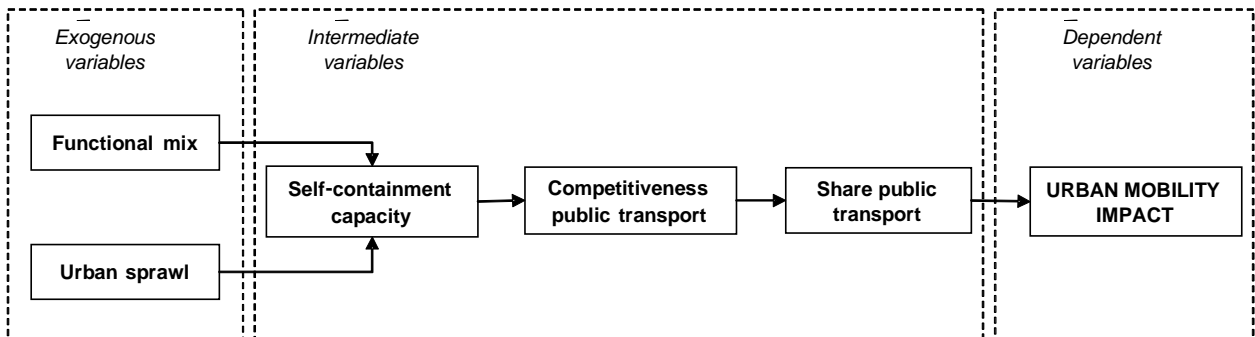 Exogenous
variables
Intermediate
variables
Dependent
variables
Functional mix
Self-containment
capacity
Competitiveness
public transport
Share public
transport
URBAN MOBILITY
IMPACT
Urban sprawl